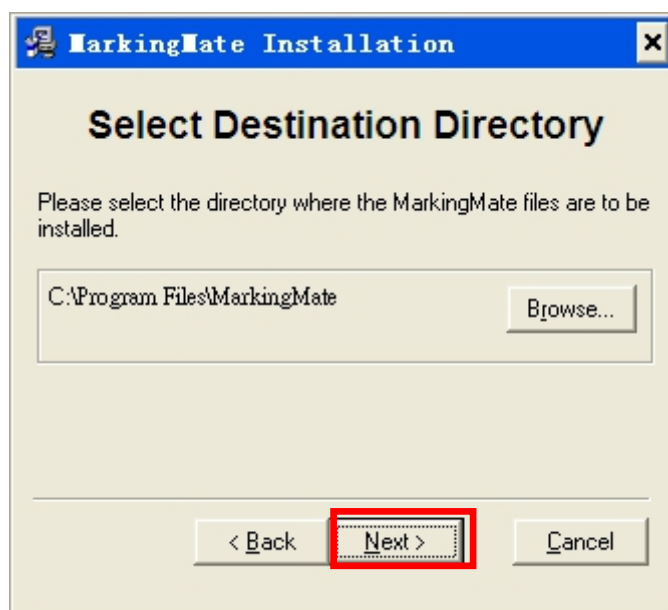 MarkingMate Installation
Select Destination Directory
Please select the directory where the MarkingMate files are to be
installed.
C:\Program Files\MarkingMate
Browse...
< Back
Next >
Cancel